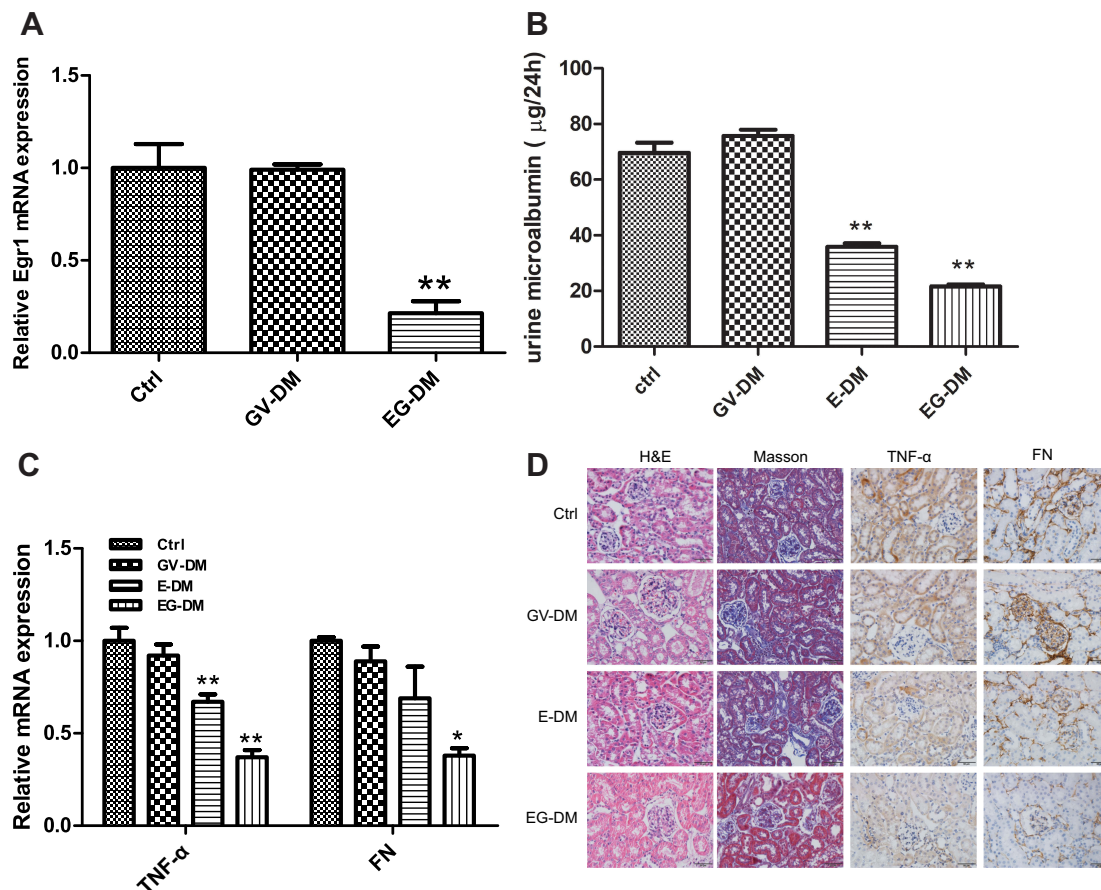 A
Relative Egr1 mRNA expression
1.5
1.0
0.5
0.0
**
Ctrl
GV-DM
EG-DM
B
urine microalbumin ( μg/24h)
100
80
60
40
20
0
**
**
ctrl
GV-DM
E-DM
EG-DM
C
Relative mRNA expression
1.5
1.0
0.5
0.0
Ctrl
GV-DM
E-DM
EG-DM
**
**
*
TNF-α
FN
D
H&E Masson TNF-α FN
Ctrl
GV-DM
E-DM
EG-DM